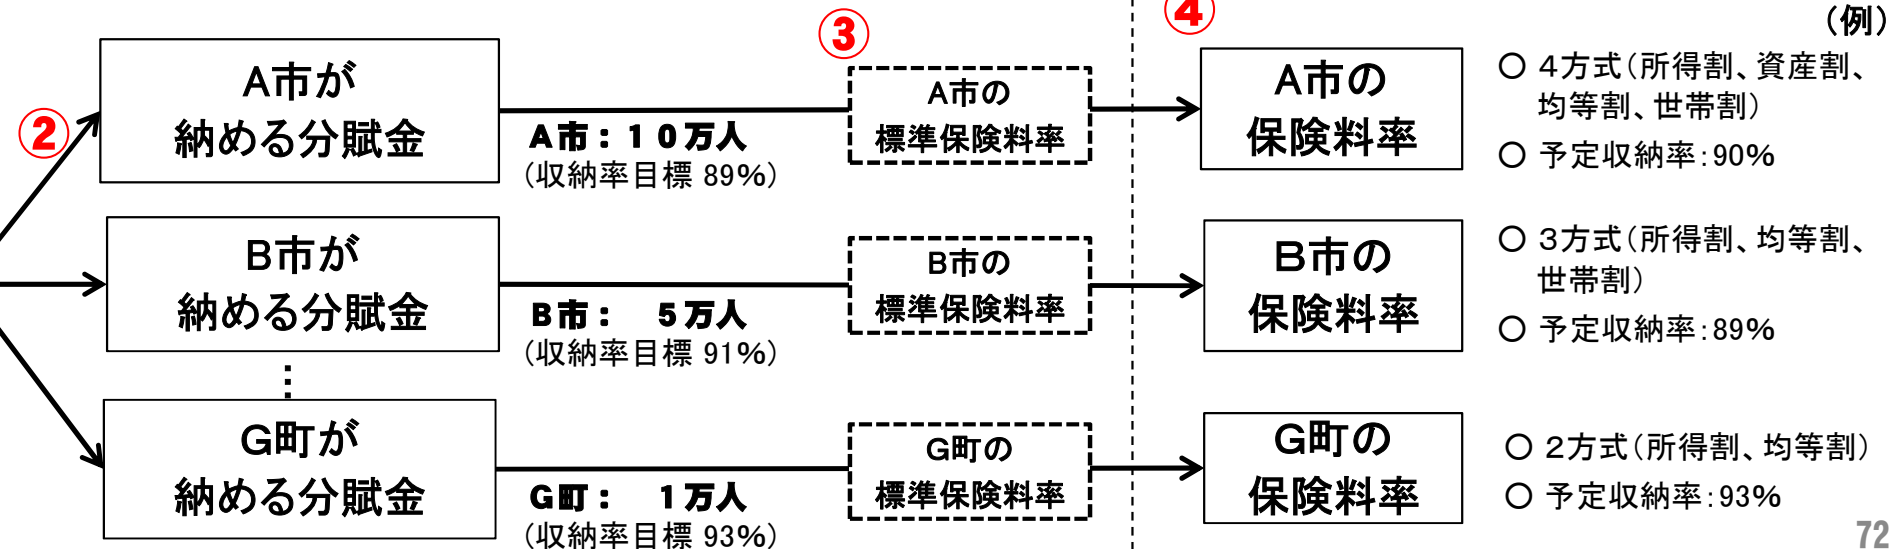 ④
(例)
③
②
A市が
納める分賦金
A市：１０万人
(収納率目標 89%)
A市の
標準保険料率
A市の
保険料率
○ ４方式(所得割、資産割、
均等割、世帯割)
○ 予定収納率：90%
B市が
納める分賦金
B市： ５万人
(収納率目標 91%)
B市の
標準保険料率
B市の
保険料率
○ ３方式(所得割、均等割、
世帯割)
○ 予定収納率：89%
G町が
納める分賦金
G町： １万人
(収納率目標 93%)
G町の
標準保険料率
G町の
保険料率
○ ２方式(所得割、均等割)
○ 予定収納率：93%
72